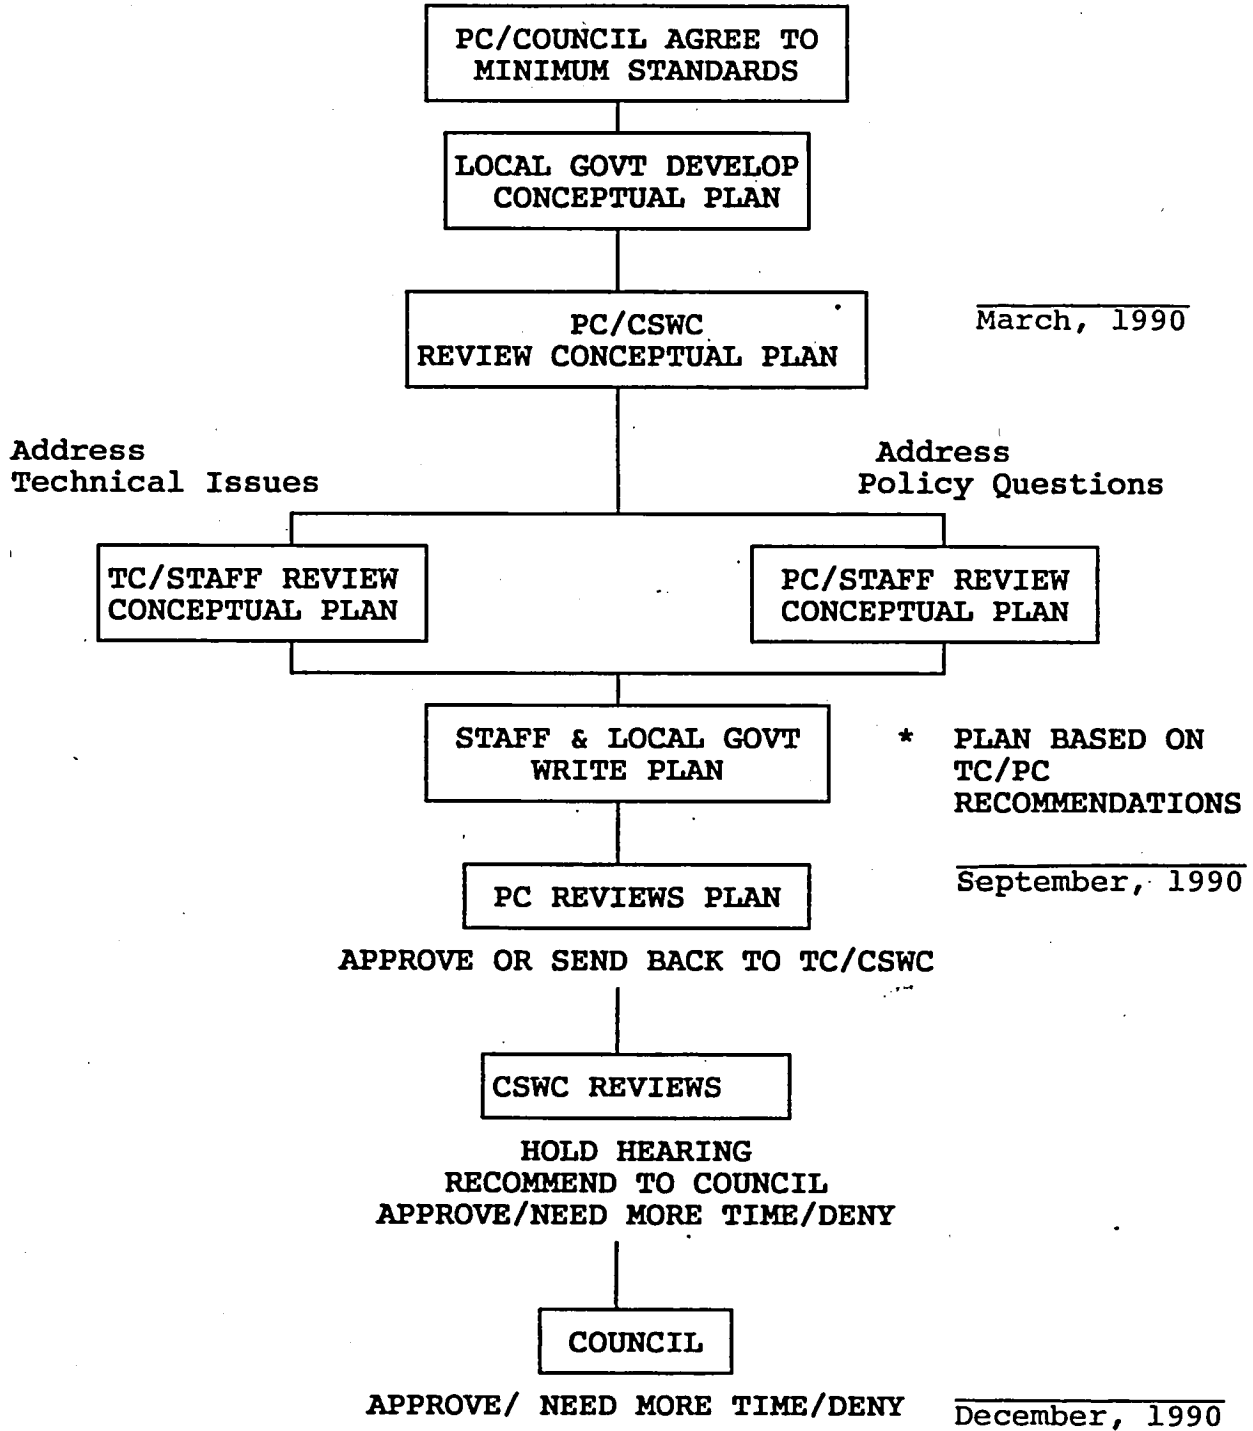 PC/COUNCIL AGREE TO
MINIMUM STANDARDS
LOCAL GOVT DEVELOP
CONCEPTUAL PLAN
PC/CSWC
REVIEW CONCEPTUAL PLAN
March, 1990
Address
Technical Issues
Address
Policy Questions
TC/STAFF REVIEW
CONCEPTUAL PLAN
PC/STAFF REVIEW
CONCEPTUAL PLAN
STAFF & LOCAL GOVT
WRITE PLAN
* PLAN BASED ON
TC/PC
RECOMMENDATIONS
PC REVIEWS PLAN
September, 1990
APPROVE OR SEND BACK TO TC/CSWC
CSWC REVIEWS
HOLD HEARING
RECOMMEND TO COUNCIL
APPROVE/NEED MORE TIME/DENY
COUNCIL
APPROVE/ NEED MORE TIME/DENY
December, 1990